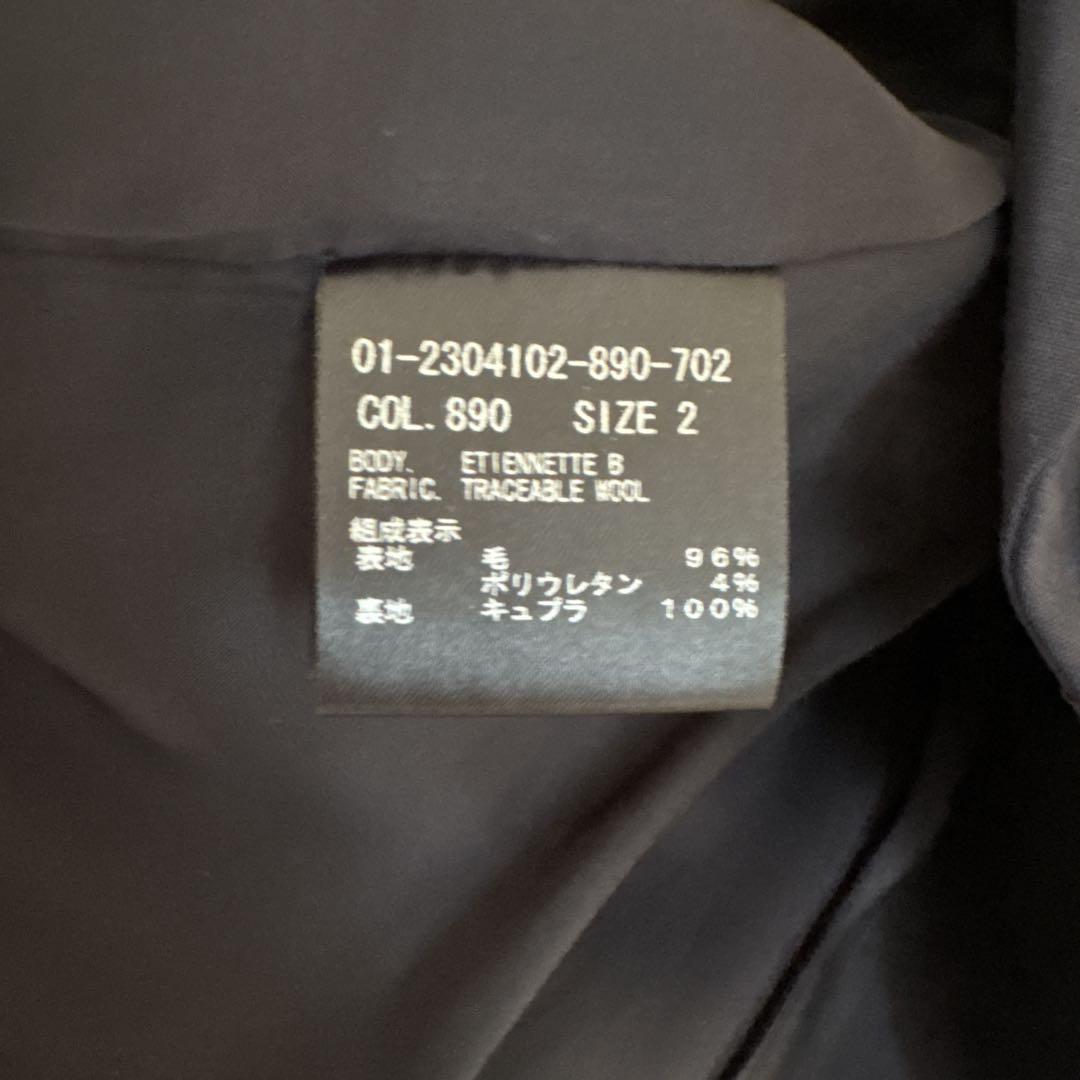 01-2304102-890-702
COL. 890 SIZE 2
BODY. ETIENNETTE B
FABRIC. TRACEABLE WOOL
組成表示
表地 毛 96%
ポリウレタン 4%
裏地 キュプラ 100%